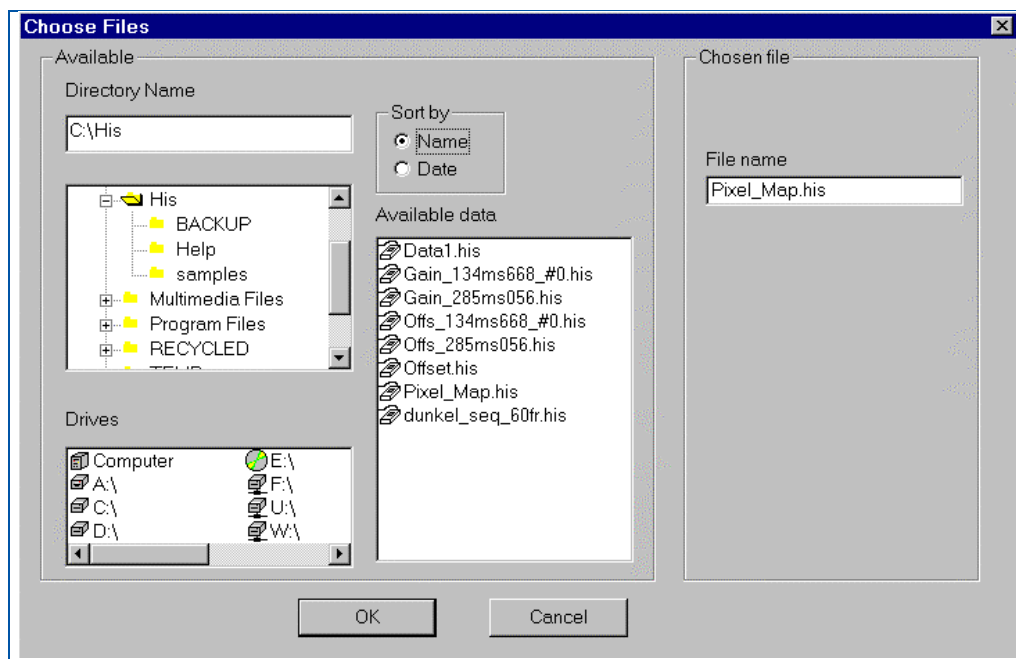 Choose Files
Available
Directory Name
C:\His
Sort by
Name
Date
His
BACKUP
Help
samples
Multimedia Files
Program Files
RECYCLED
Available data
Data1.his
Gain_134ms668_#0.his
Gain_285ms056.his
Offs_134ms668_#0.his
Offs_285ms056.his
Offset.his
Pixel_Map.his
dunkel_seq_60fr.his
Drives
Computer
A:\
C:\
D:\
E:\
F:\
U:\
W:\
Chosen file
File name
Pixel_Map.his
OK
Cancel